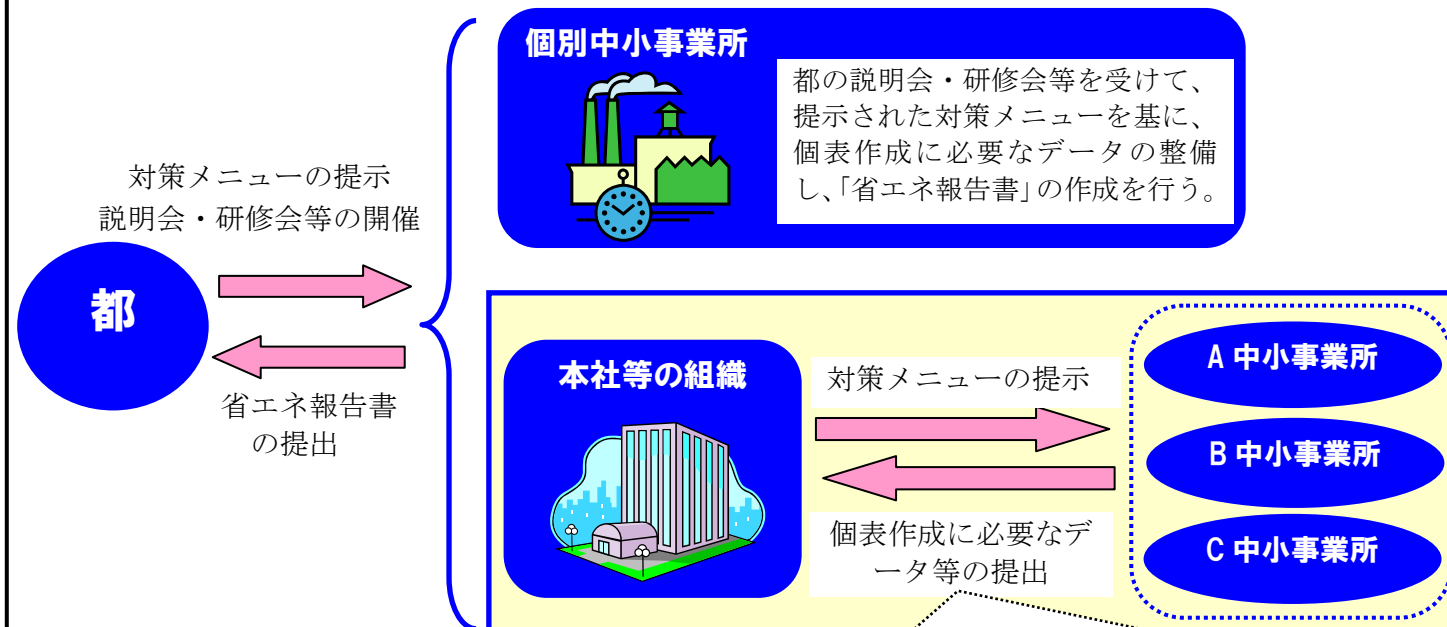 個別中小事業所
都の説明会・研修会等を受けて、
提示された対策メニューを基に、
個表作成に必要なデータの整備
し、「省エネ報告書」の作成を行う。
対策メニューの提示
説明会・研修会等の開催
都
省エネ報告書
の提出
本社等の組織
対策メニューの提示
個表作成に必要なデ
ータ等の提出
A 中小事業所
B 中小事業所
C 中小事業所